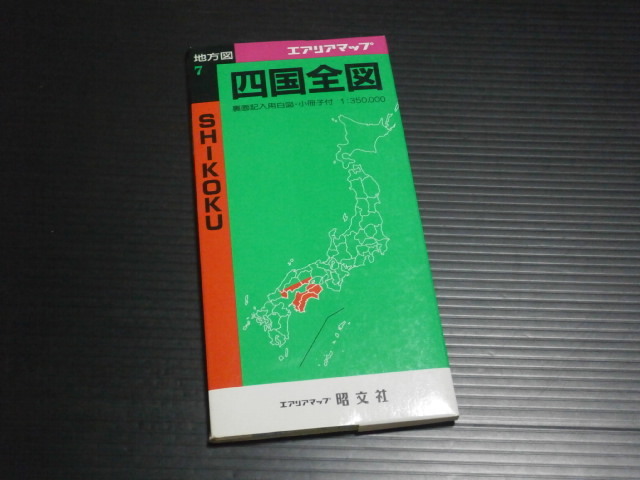 地方図
7
エアリアマップ
四国全図
裏面記入用白図・小冊子付 1:350,000
SHIKOKU
エアリアマップ 昭文社